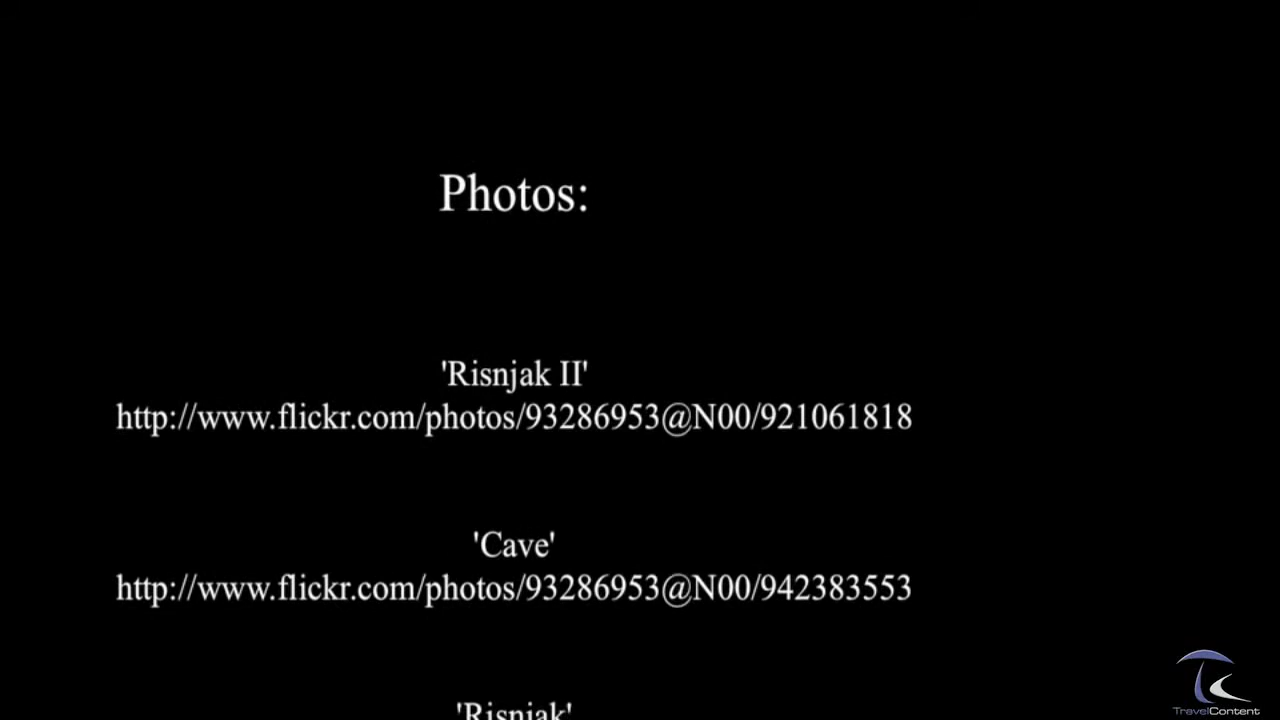 Photos:
'Risnjak II'
http://www.flickr.com/photos/93286953@N00/921061818
'Cave'
http://www.flickr.com/photos/93286953@N00/942383553
'Risnjak'
TravelContent